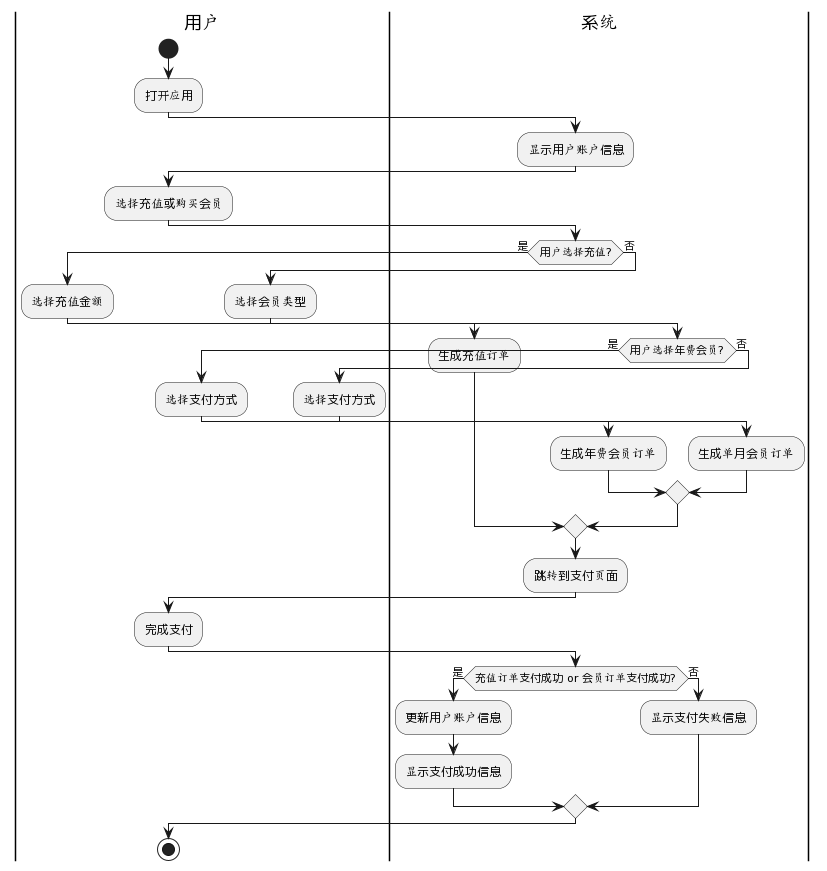 用户
系统
打开应用
显示用户账户信息
选择充值或购买会员
用户选择充值?
是
否
选择充值金额
选择会员类型
生成充值订单
用户选择年费会员?
是
否
选择支付方式
选择支付方式
生成年费会员订单
生成单月会员订单
跳转到支付页面
完成支付
充值订单支付成功 or 会员订单支付成功?
是
否
更新用户账户信息
显示支付失败信息
显示支付成功信息